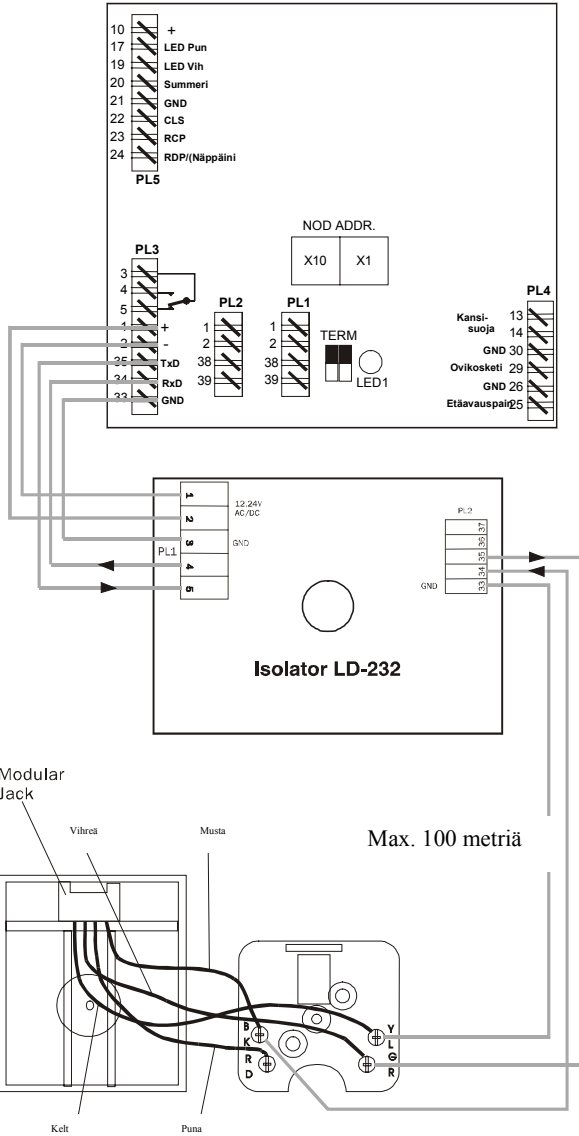 10 +
17 LED Pun
19 LED Vih
20 Summeri
21 GND
22 CLS
23 RCP
24 RDP/(Näppäini
PL5
NOD ADDR.
X10 X1
PL3
3
4
5
1 +
2 -
35 TxD
34 RxD
33 GND
PL2
1
2
38
39
PL1
1
2
38
39
TERM
LED1
PL4
Kansi- 13
suoja 14
GND 30
Ovikosketi 29
GND 26
Etäavauspain 25
PL1
1
2
3
4
5
12.24V
AC/DC
GND
PL2
37
36
35
34
33
GND
Isolator LD-232
Modular
Jack
Vihreä
Musta
Max. 100 metriä
B
K
R
D
Y
L
G
R
Kelt
Puna